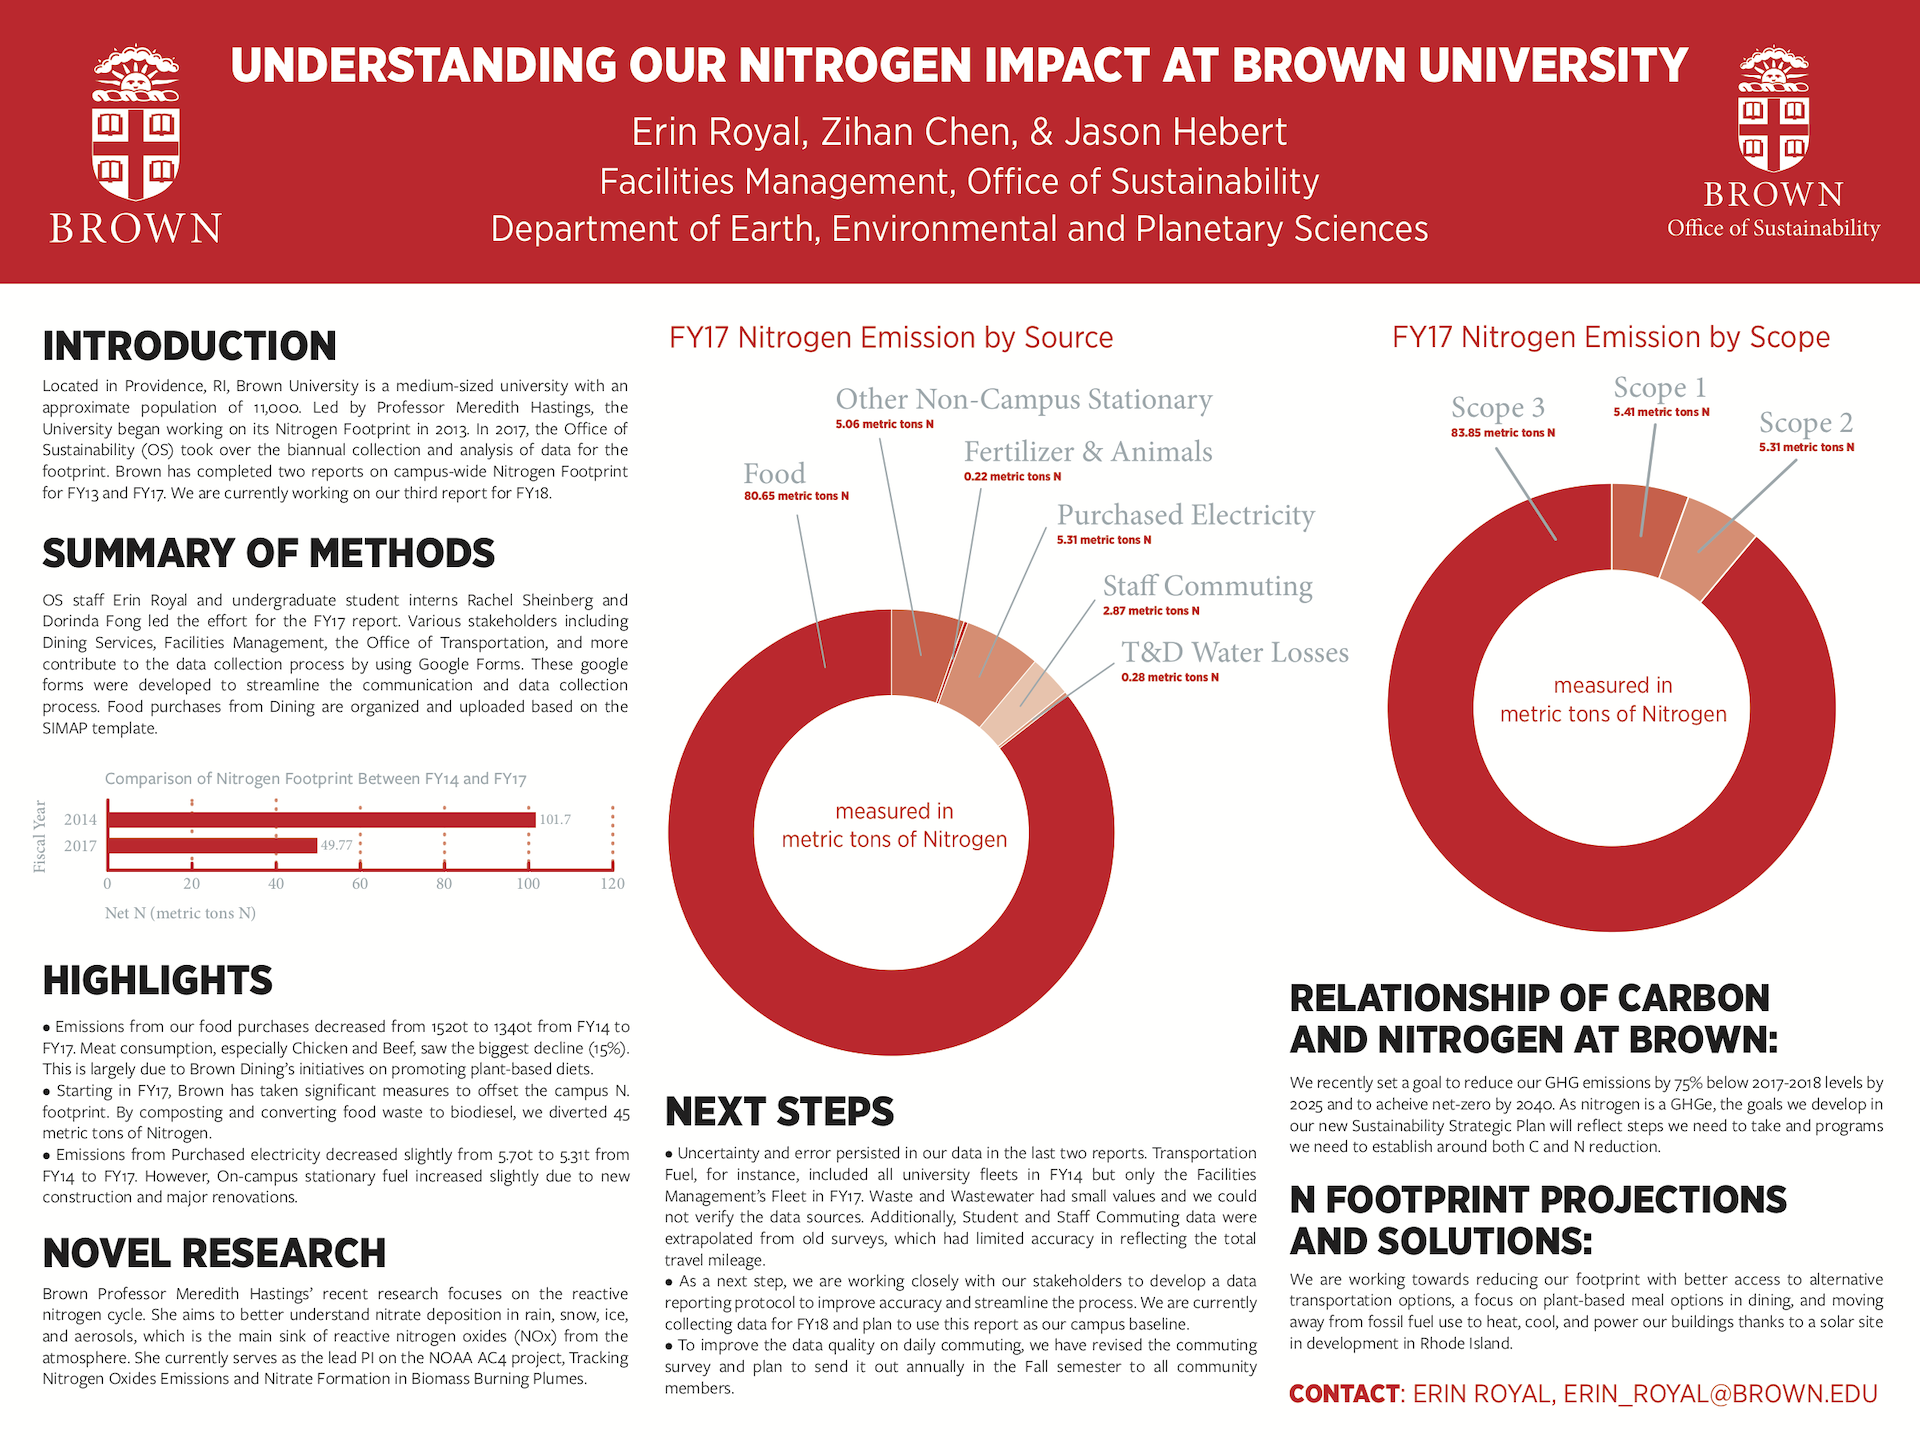 UNDERSTANDING OUR NITROGEN IMPACT AT BROWN UNIVERSITY
Erin Royal, Zihan Chen, & Jason Hebert
Facilities Management, Office of Sustainability
Department of Earth, Environmental and Planetary Sciences
BROWN
BROWN
Office of Sustainability
INTRODUCTION
Located in Providence, RI, Brown University is a medium-sized university with an
approximate population of 11,000. Led by Professor Meredith Hastings, the
University began working on its Nitrogen Footprint in 2013. In 2017, the Office of
Sustainability (OS) took over the biannual collection and analysis of data for the
footprint. Brown has completed two reports on campus-wide Nitrogen Footprint
for FY13 and FY17. We are currently working on our third report for FY18.
SUMMARY OF METHODS
OS staff Erin Royal and undergraduate student interns Rachel Sheinberg and
Dorinda Fong led the effort for the FY17 report. Various stakeholders including
Dining Services, Facilities Management, the Office of Transportation, and more
contribute to the data collection process by using Google Forms. These google
forms were developed to streamline the communication and data collection
process. Food purchases from Dining are organized and uploaded based on the
SIMAP template.
Comparison of Nitrogen Footprint Between FY14 and FY17
Fiscal Year
2014
101.7
2017
49.77
0 20 40 60 80 100 120
Net N (metric tons N)
HIGHLIGHTS
• Emissions from our food purchases decreased from 1520t to 1340t from FY14 to
FY17. Meat consumption, especially Chicken and Beef, saw the biggest decline (15%).
This is largely due to Brown Dining's initiatives on promoting plant-based diets.
• Starting in FY17, Brown has taken significant measures to offset the campus N.
footprint. By composting and converting food waste to biodiesel, we diverted 45
metric tons of Nitrogen.
• Emissions from Purchased electricity decreased slightly from 5.70t to 5.31t from
FY14 to FY17. However, On-campus stationary fuel increased slightly due to new
construction and major renovations.
NOVEL RESEARCH
Brown Professor Meredith Hastings' recent research focuses on the reactive
nitrogen cycle. She aims to better understand nitrate deposition in rain, snow, ice,
and aerosols, which is the main sink of reactive nitrogen oxides (NOx) from the
atmosphere. She currently serves as the lead PI on the NOAA AC4 project, Tracking
Nitrogen Oxides Emissions and Nitrate Formation in Biomass Burning Plumes.
FY17 Nitrogen Emission by Source
Other Non-Campus Stationary
5.06 metric tons N
Fertilizer & Animals
0.22 metric tons N
Food
80.65 metric tons N
Purchased Electricity
5.31 metric tons N
Staff Commuting
2.87 metric tons N
T&D Water Losses
0.28 metric tons N
measured in
metric tons of Nitrogen
NEXT STEPS
• Uncertainty and error persisted in our data in the last two reports. Transportation
Fuel, for instance, included all university fleets in FY14 but only the Facilities
Management's Fleet in FY17. Waste and Wastewater had small values and we could
not verify the data sources. Additionally, Student and Staff Commuting data were
extrapolated from old surveys, which had limited accuracy in reflecting the total
travel mileage.
• As a next step, we are working closely with our stakeholders to develop a data
reporting protocol to improve accuracy and streamline the process. We are currently
collecting data for FY18 and plan to use this report as our campus baseline.
• To improve the data quality on daily commuting, we have revised the commuting
survey and plan to send it out annually in the Fall semester to all community
members.
FY17 Nitrogen Emission by Scope
Scope 1
5.41 metric tons N
Scope 3
83.85 metric tons N
Scope 2
5.31 metric tons N
measured in
metric tons of Nitrogen
RELATIONSHIP OF CARBON
AND NITROGEN AT BROWN:
We recently set a goal to reduce our GHG emissions by 75% below 2017-2018 levels by
2025 and to acheive net-zero by 2040. As nitrogen is a GHGe, the goals we develop in
our new Sustainability Strategic Plan will reflect steps we need to take and programs
we need to establish around both C and N reduction.
N FOOTPRINT PROJECTIONS
AND SOLUTIONS:
We are working towards reducing our footprint with better access to alternative
transportation options, a focus on plant-based meal options in dining, and moving
away from fossil fuel use to heat, cool, and power our buildings thanks to a solar site
in development in Rhode Island.
CONTACT: ERIN ROYAL, ERIN_ROYAL@BROWN.EDU